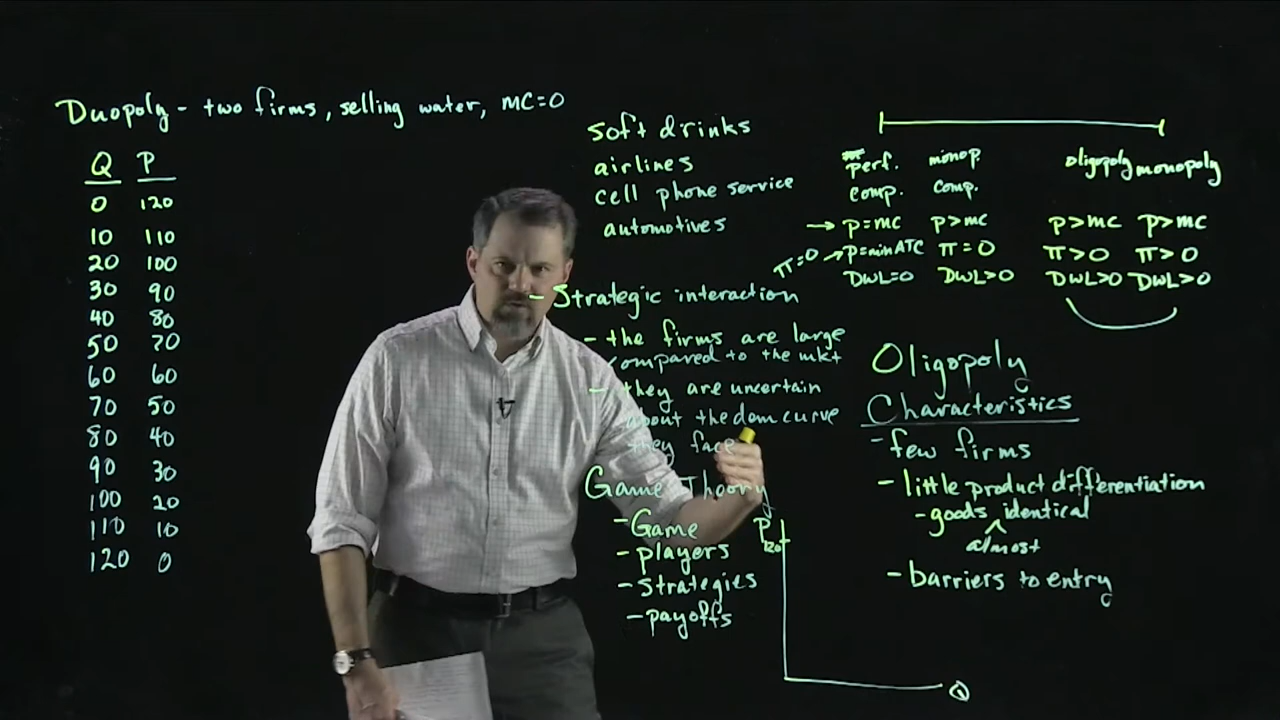 Duopoly - two firms, selling water, MC=0
Q P
0 120
10 110
20 100
30 90
40 80
50 70
60 60
70 50
80 40
90 30
100 20
110 10
120 0
soft drinks
airlines
cell phone service
automotives
- Strategic interaction
- the firms are large
compared to the mkt
- they are uncertain
about the dem curve
they face
Game Theory
- Game
- players
- strategies
- payoffs
perf. comp.
→ P=MC
π=0 → P=minATC
DWL=0
monop. comp.
P>MC
π=0
DWL>0
oligopoly
P>MC
π>0
DWL>0
monopoly
P>MC
π>0
DWL>0
Oligopoly
Characteristics
- few firms
- little product differentiation
- goods ^ identical
almost
- barriers to entry
P
120
Q